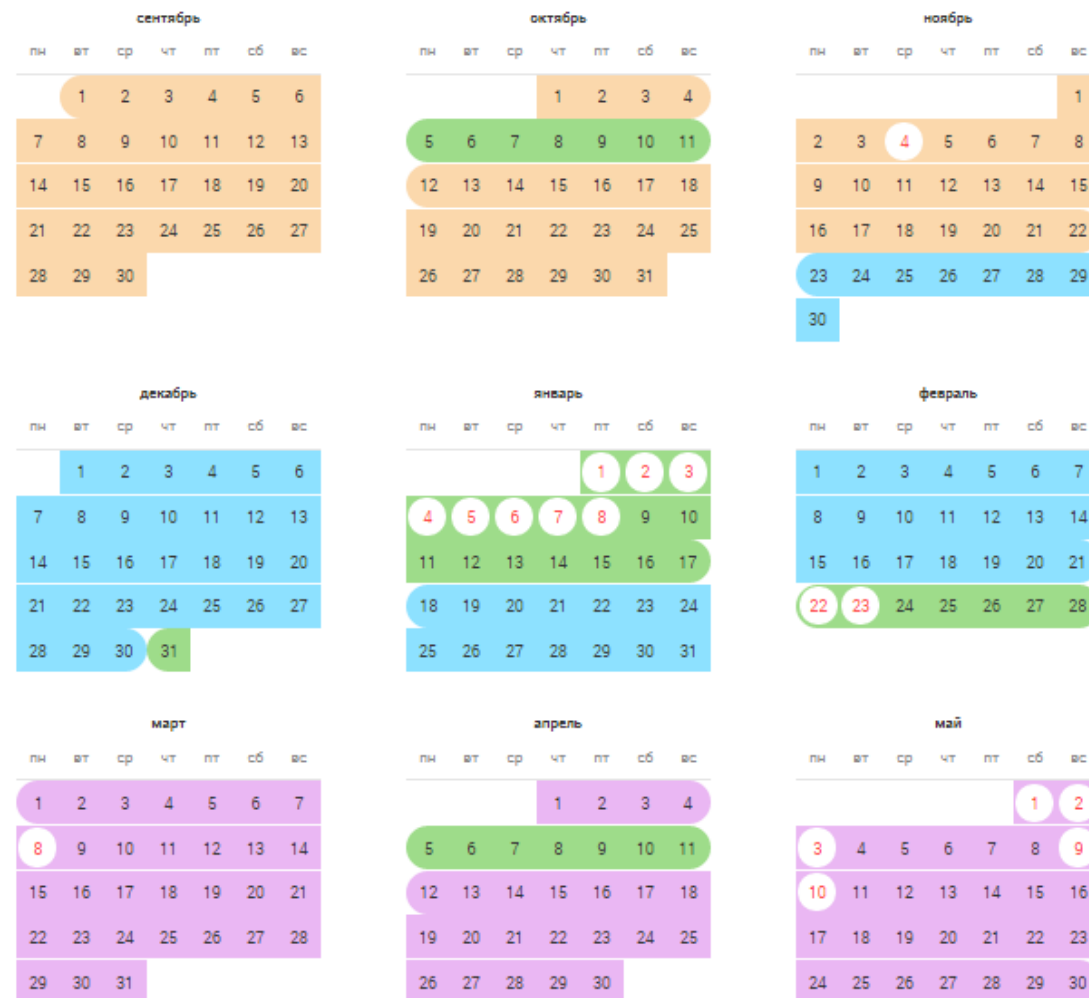 сентябрь
пн вт ср чт пт сб вс
1 2 3 4 5 6
7 8 9 10 11 12 13
14 15 16 17 18 19 20
21 22 23 24 25 26 27
28 29 30
октябрь
пн вт ср чт пт сб вс
1 2 3 4
5 6 7 8 9 10 11
12 13 14 15 16 17 18
19 20 21 22 23 24 25
26 27 28 29 30 31
ноябрь
пн вт ср чт пт сб вс
1
2 3 4 5 6 7 8
9 10 11 12 13 14 15
16 17 18 19 20 21 22
23 24 25 26 27 28 29
30
декабрь
пн вт ср чт пт сб вс
1 2 3 4 5 6
7 8 9 10 11 12 13
14 15 16 17 18 19 20
21 22 23 24 25 26 27
28 29 30 31
январь
пн вт ср чт пт сб вс
1 2 3
4 5 6 7 8 9 10
11 12 13 14 15 16 17
18 19 20 21 22 23 24
25 26 27 28 29 30 31
февраль
пн вт ср чт пт сб вс
1 2 3 4 5 6 7
8 9 10 11 12 13 14
15 16 17 18 19 20 21
22 23 24 25 26 27 28
март
пн вт ср чт пт сб вс
1 2 3 4 5 6 7
8 9 10 11 12 13 14
15 16 17 18 19 20 21
22 23 24 25 26 27 28
29 30 31
апрель
пн вт ср чт пт сб вс
1 2 3 4
5 6 7 8 9 10 11
12 13 14 15 16 17 18
19 20 21 22 23 24 25
26 27 28 29 30
май
пн вт ср чт пт сб вс
1 2
3 4 5 6 7 8 9
10 11 12 13 14 15 16
17 18 19 20 21 22 23
24 25 26 27 28 29 30